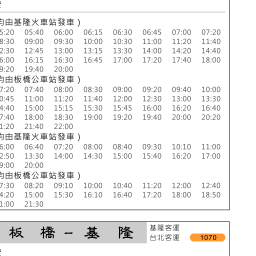 均由基隆火車站發車）
5:20 05:40 06:00 06:15 06:30 06:45 07:00 07:20
8:30 09:00 09:30 10:00 10:30 11:00 11:20 11:40
2:30 12:45 13:00 13:15 13:30 14:00 14:20 14:40
6:00 16:15 16:30 16:45 17:00 17:20 17:40 18:00
9:20 19:40 20:00
均由板橋公車站發車）
7:20 07:40 08:00 08:30 09:00 09:20 09:40 10:00
0:45 11:00 11:20 11:40 12:00 12:30 13:00 13:30
4:40 15:00 15:15 15:30 15:45 16:00 16:20 16:40
7:40 18:00 18:30 19:00 19:20 19:40 20:00 20:20
1:20 21:40 22:00
均由基隆火車站發車）
6:00 06:40 07:20 08:00 08:40 09:30 10:10 11:00
2:50 13:30 14:00 14:30 15:00 15:40 16:20 17:00
9:00 20:00
均由板橋公車站發車）
7:30 08:20 09:10 10:00 10:40 11:20 12:00 12:40
4:20 15:00 15:30 16:10 16:40 17:20 18:00 18:50
1:00 21:30
板橋－基隆
基隆客運
台北客運 1070